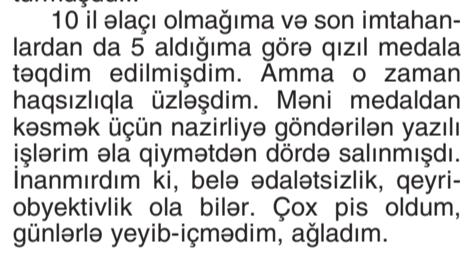 10 il əlaçı olmağıma və son imtahan-
lardan da 5 aldığıma görə qızıl medala
təqdim edilmişdim. Amma o zaman
haqsızlıqla üzləşdim. Məni medaldan
kəsmək üçün nazirliyə göndərilən yazılı
işlərim əla qiymətdən dördə salınmışdı.
İnanmırdım ki, belə ədalətsizlik, qeyri-
obyektivlik ola bilər. Çox pis oldum,
günlərlə yeyib-içmədim, ağladım.